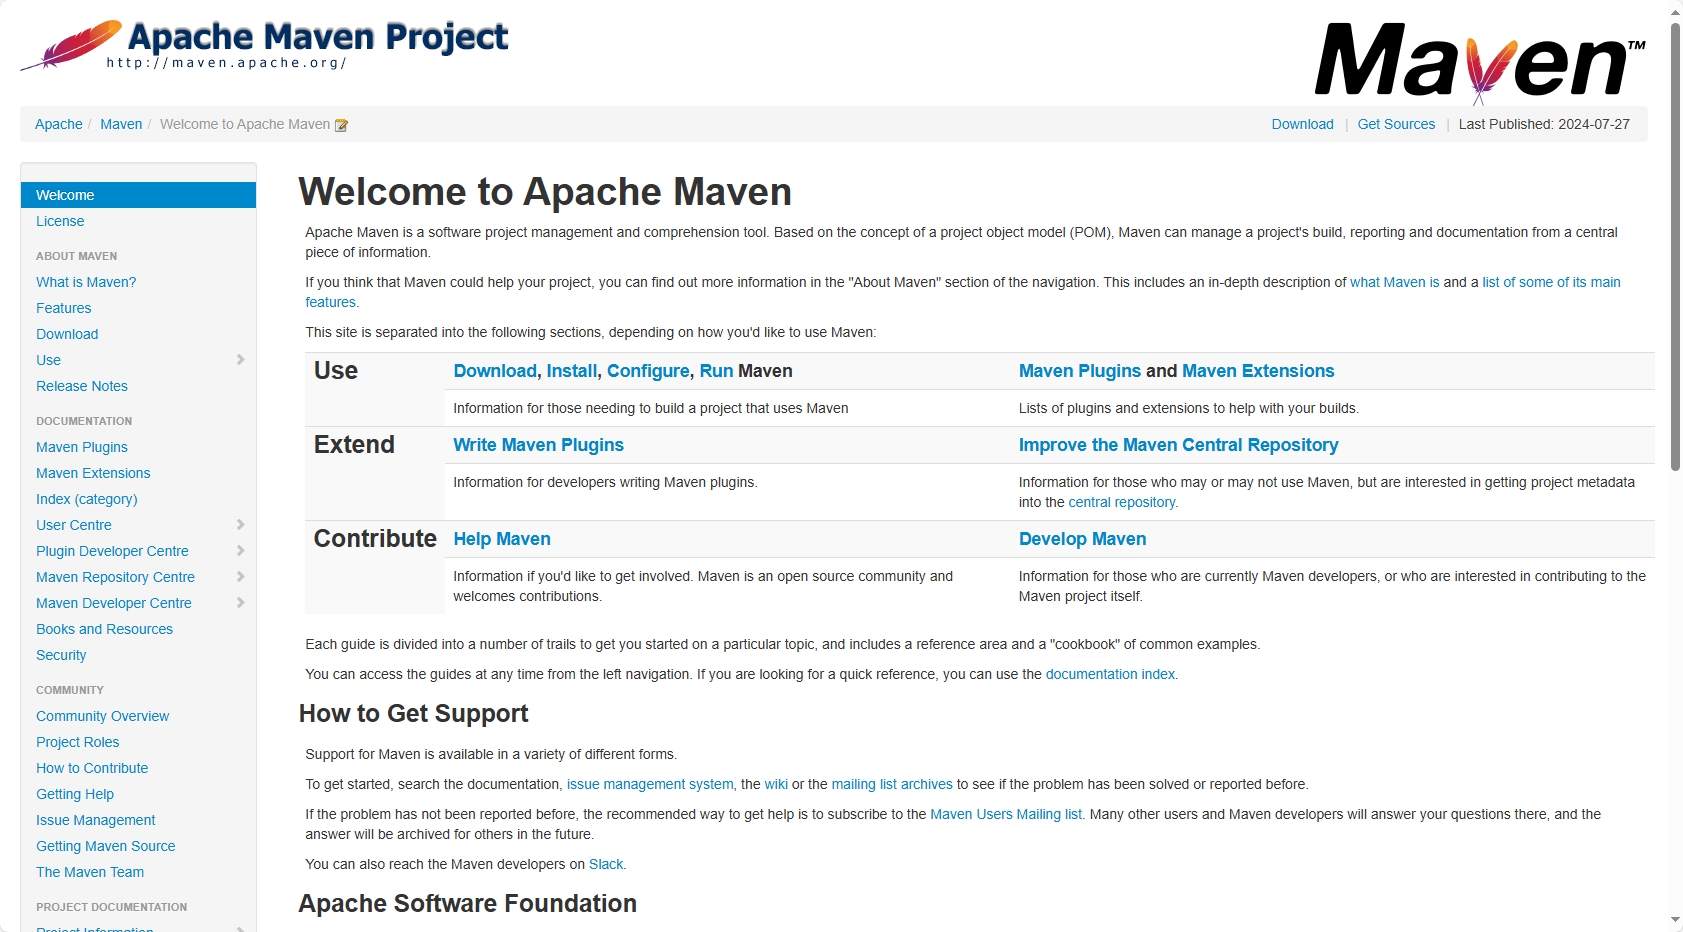 Apache Maven Project
http://maven.apache.org/
Maven™
Apache / Maven / Welcome to Apache Maven
Download | Get Sources | Last Published: 2024-07-27
Welcome
License
ABOUT MAVEN
What is Maven?
Features
Download
Use
Release Notes
DOCUMENTATION
Maven Plugins
Maven Extensions
Index (category)
User Centre
Plugin Developer Centre
Maven Repository Centre
Maven Developer Centre
Books and Resources
Security
COMMUNITY
Community Overview
Project Roles
How to Contribute
Getting Help
Issue Management
Getting Maven Source
The Maven Team
PROJECT DOCUMENTATION
Project Information
Welcome to Apache Maven
Apache Maven is a software project management and comprehension tool. Based on the concept of a project object model (POM), Maven can manage a project's build, reporting and documentation from a central
piece of information.
If you think that Maven could help your project, you can find out more information in the "About Maven" section of the navigation. This includes an in-depth description of what Maven is and a list of some of its main
features.
This site is separated into the following sections, depending on how you'd like to use Maven:
Use
Download, Install, Configure, Run Maven
Maven Plugins and Maven Extensions
Information for those needing to build a project that uses Maven
Lists of plugins and extensions to help with your builds.
Extend
Write Maven Plugins
Improve the Maven Central Repository
Information for developers writing Maven plugins.
Information for those who may or may not use Maven, but are interested in getting project metadata
into the central repository.
Contribute
Help Maven
Develop Maven
Information if you'd like to get involved. Maven is an open source community and
welcomes contributions.
Information for those who are currently Maven developers, or who are interested in contributing to the
Maven project itself.
Each guide is divided into a number of trails to get you started on a particular topic, and includes a reference area and a "cookbook" of common examples.
You can access the guides at any time from the left navigation. If you are looking for a quick reference, you can use the documentation index.
How to Get Support
Support for Maven is available in a variety of different forms.
To get started, search the documentation, issue management system, the wiki or the mailing list archives to see if the problem has been solved or reported before.
If the problem has not been reported before, the recommended way to get help is to subscribe to the Maven Users Mailing list. Many other users and Maven developers will answer your questions there, and the
answer will be archived for others in the future.
You can also reach the Maven developers on Slack.
Apache Software Foundation